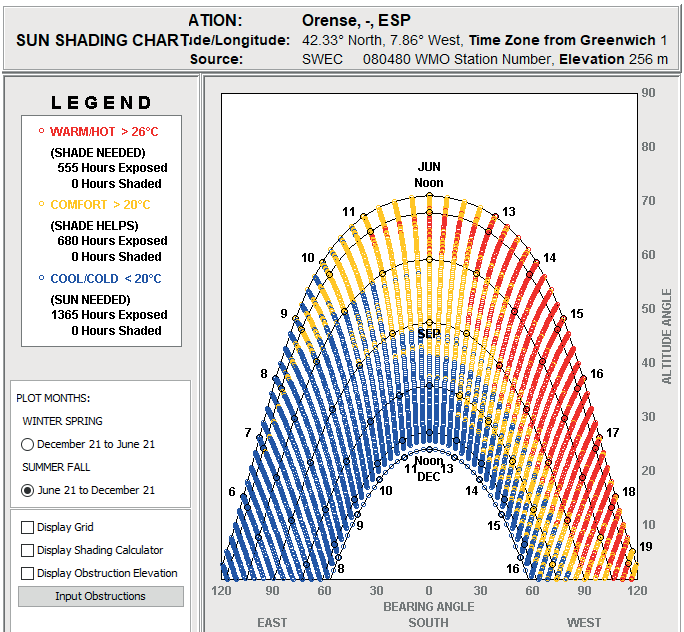 ATION: Orense, -, ESP
SUN SHADING CHART
ude/Longitude: 42.33° North, 7.86° West, Time Zone from Greenwich 1
Source: SWEC 080480 WMO Station Number, Elevation 256 m
LEGEND
WARM/HOT > 26°C
(SHADE NEEDED)
555 Hours Exposed
0 Hours Shaded
COMFORT > 20°C
(SHADE HELPS)
680 Hours Exposed
0 Hours Shaded
COOL/COLD < 20°C
(SUN NEEDED)
1365 Hours Exposed
0 Hours Shaded
PLOT MONTHS:
WINTER SPRING
December 21 to June 21
SUMMER FALL
June 21 to December 21
Display Grid
Display Shading Calculator
Display Obstruction Elevation
Input Obstructions
90
80
70
60
50
40
30
20
10
ALTITUDE ANGLE
JUN
Noon
11 13
10 14
9 15
8 16
7 17
6 18
19
SEP
Noon
DEC
11 13
10 14
9 15
8 16
120 90 60 30 0 30 60 90 120
BEARING ANGLE
EAST SOUTH WEST